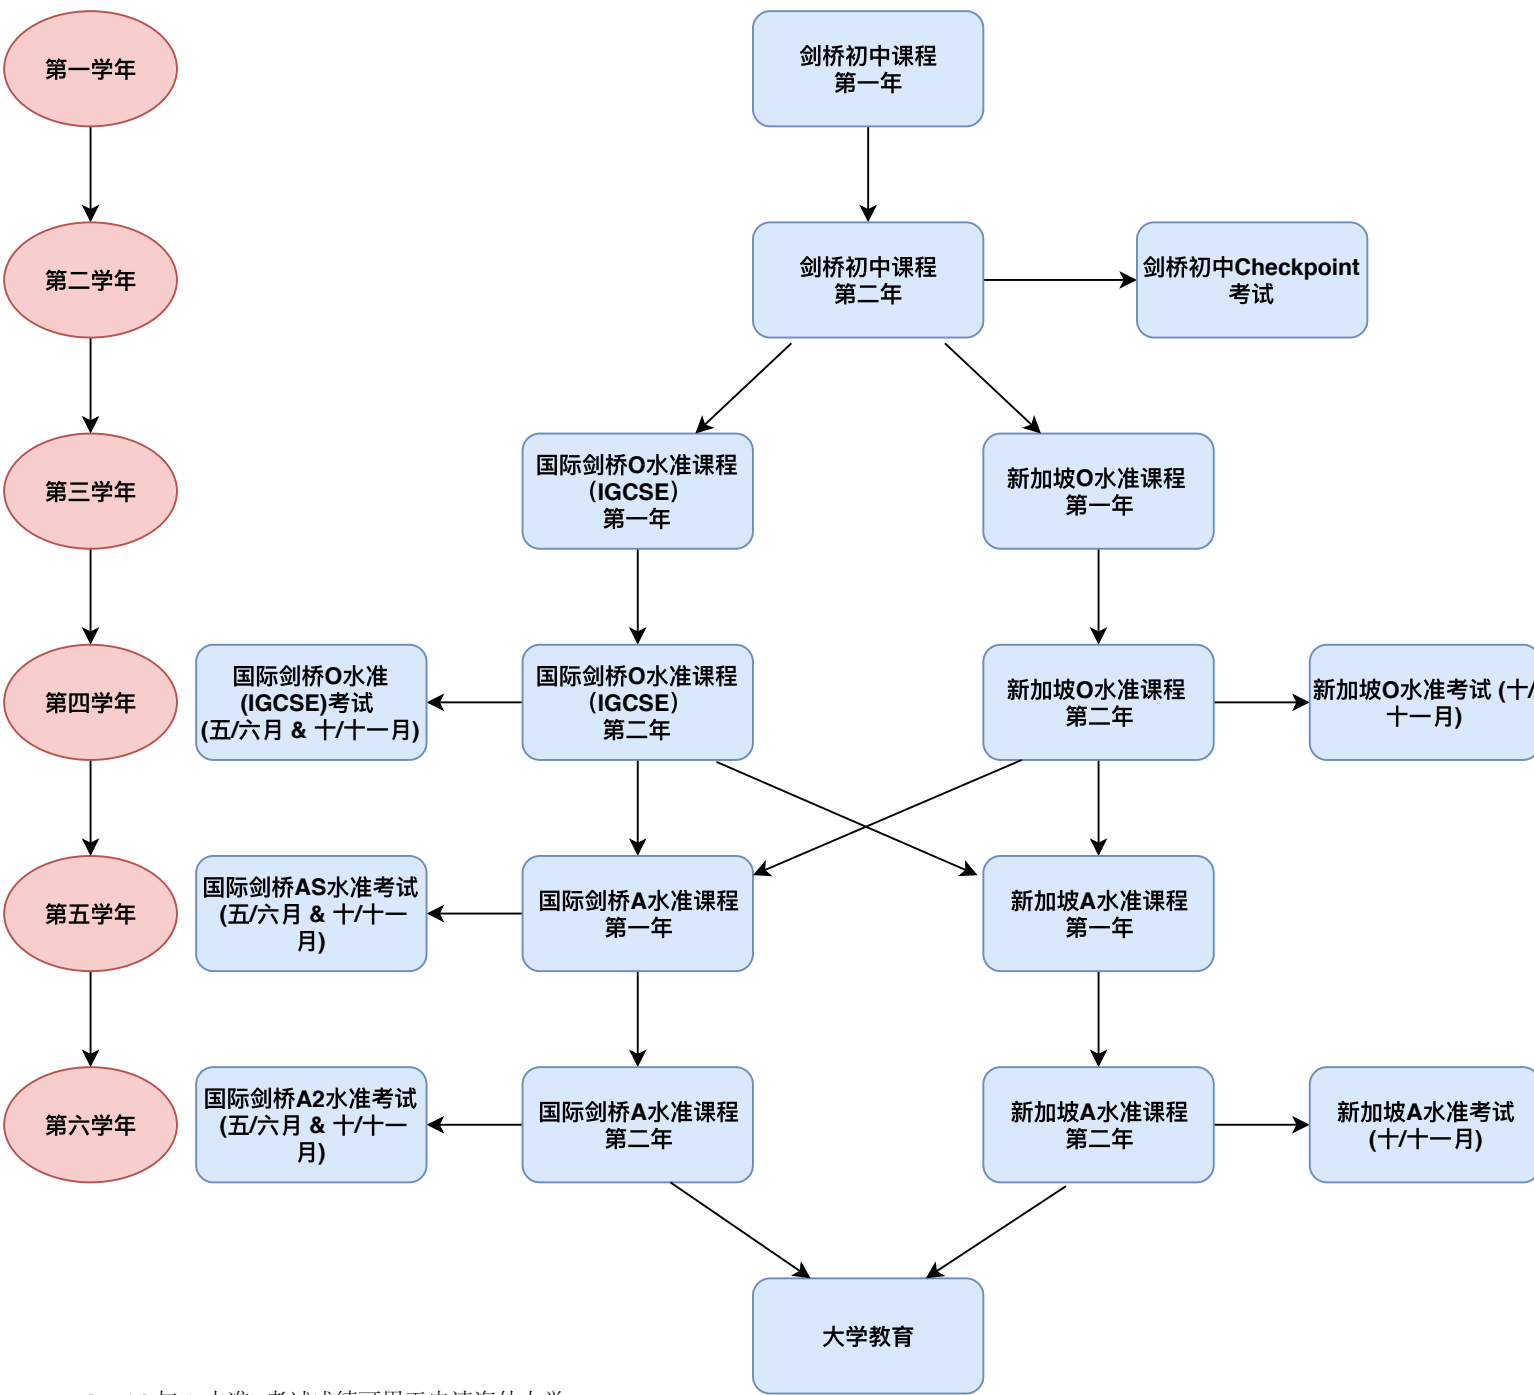 第一学年
剑桥初中课程
第一年
第二学年
剑桥初中课程
第二年
剑桥初中Checkpoint
考试
第三学年
国际剑桥O水准课程
（IGCSE）
第一年
新加坡O水准课程
第一年
第四学年
国际剑桥O水准
(IGCSE)考试
(五/六月 & 十/十一月)
国际剑桥O水准课程
（IGCSE）
第二年
新加坡O水准课程
第二年
新加坡O水准考试 (十/
十一月)
第五学年
国际剑桥AS水准考试
(五/六月 & 十/十一
月)
国际剑桥A水准课程
第一年
新加坡A水准课程
第一年
第六学年
国际剑桥A2水准考试
(五/六月 & 十/十一
月)
国际剑桥A水准课程
第二年
新加坡A水准课程
第二年
新加坡A水准考试
(十/十一月)
大学教育